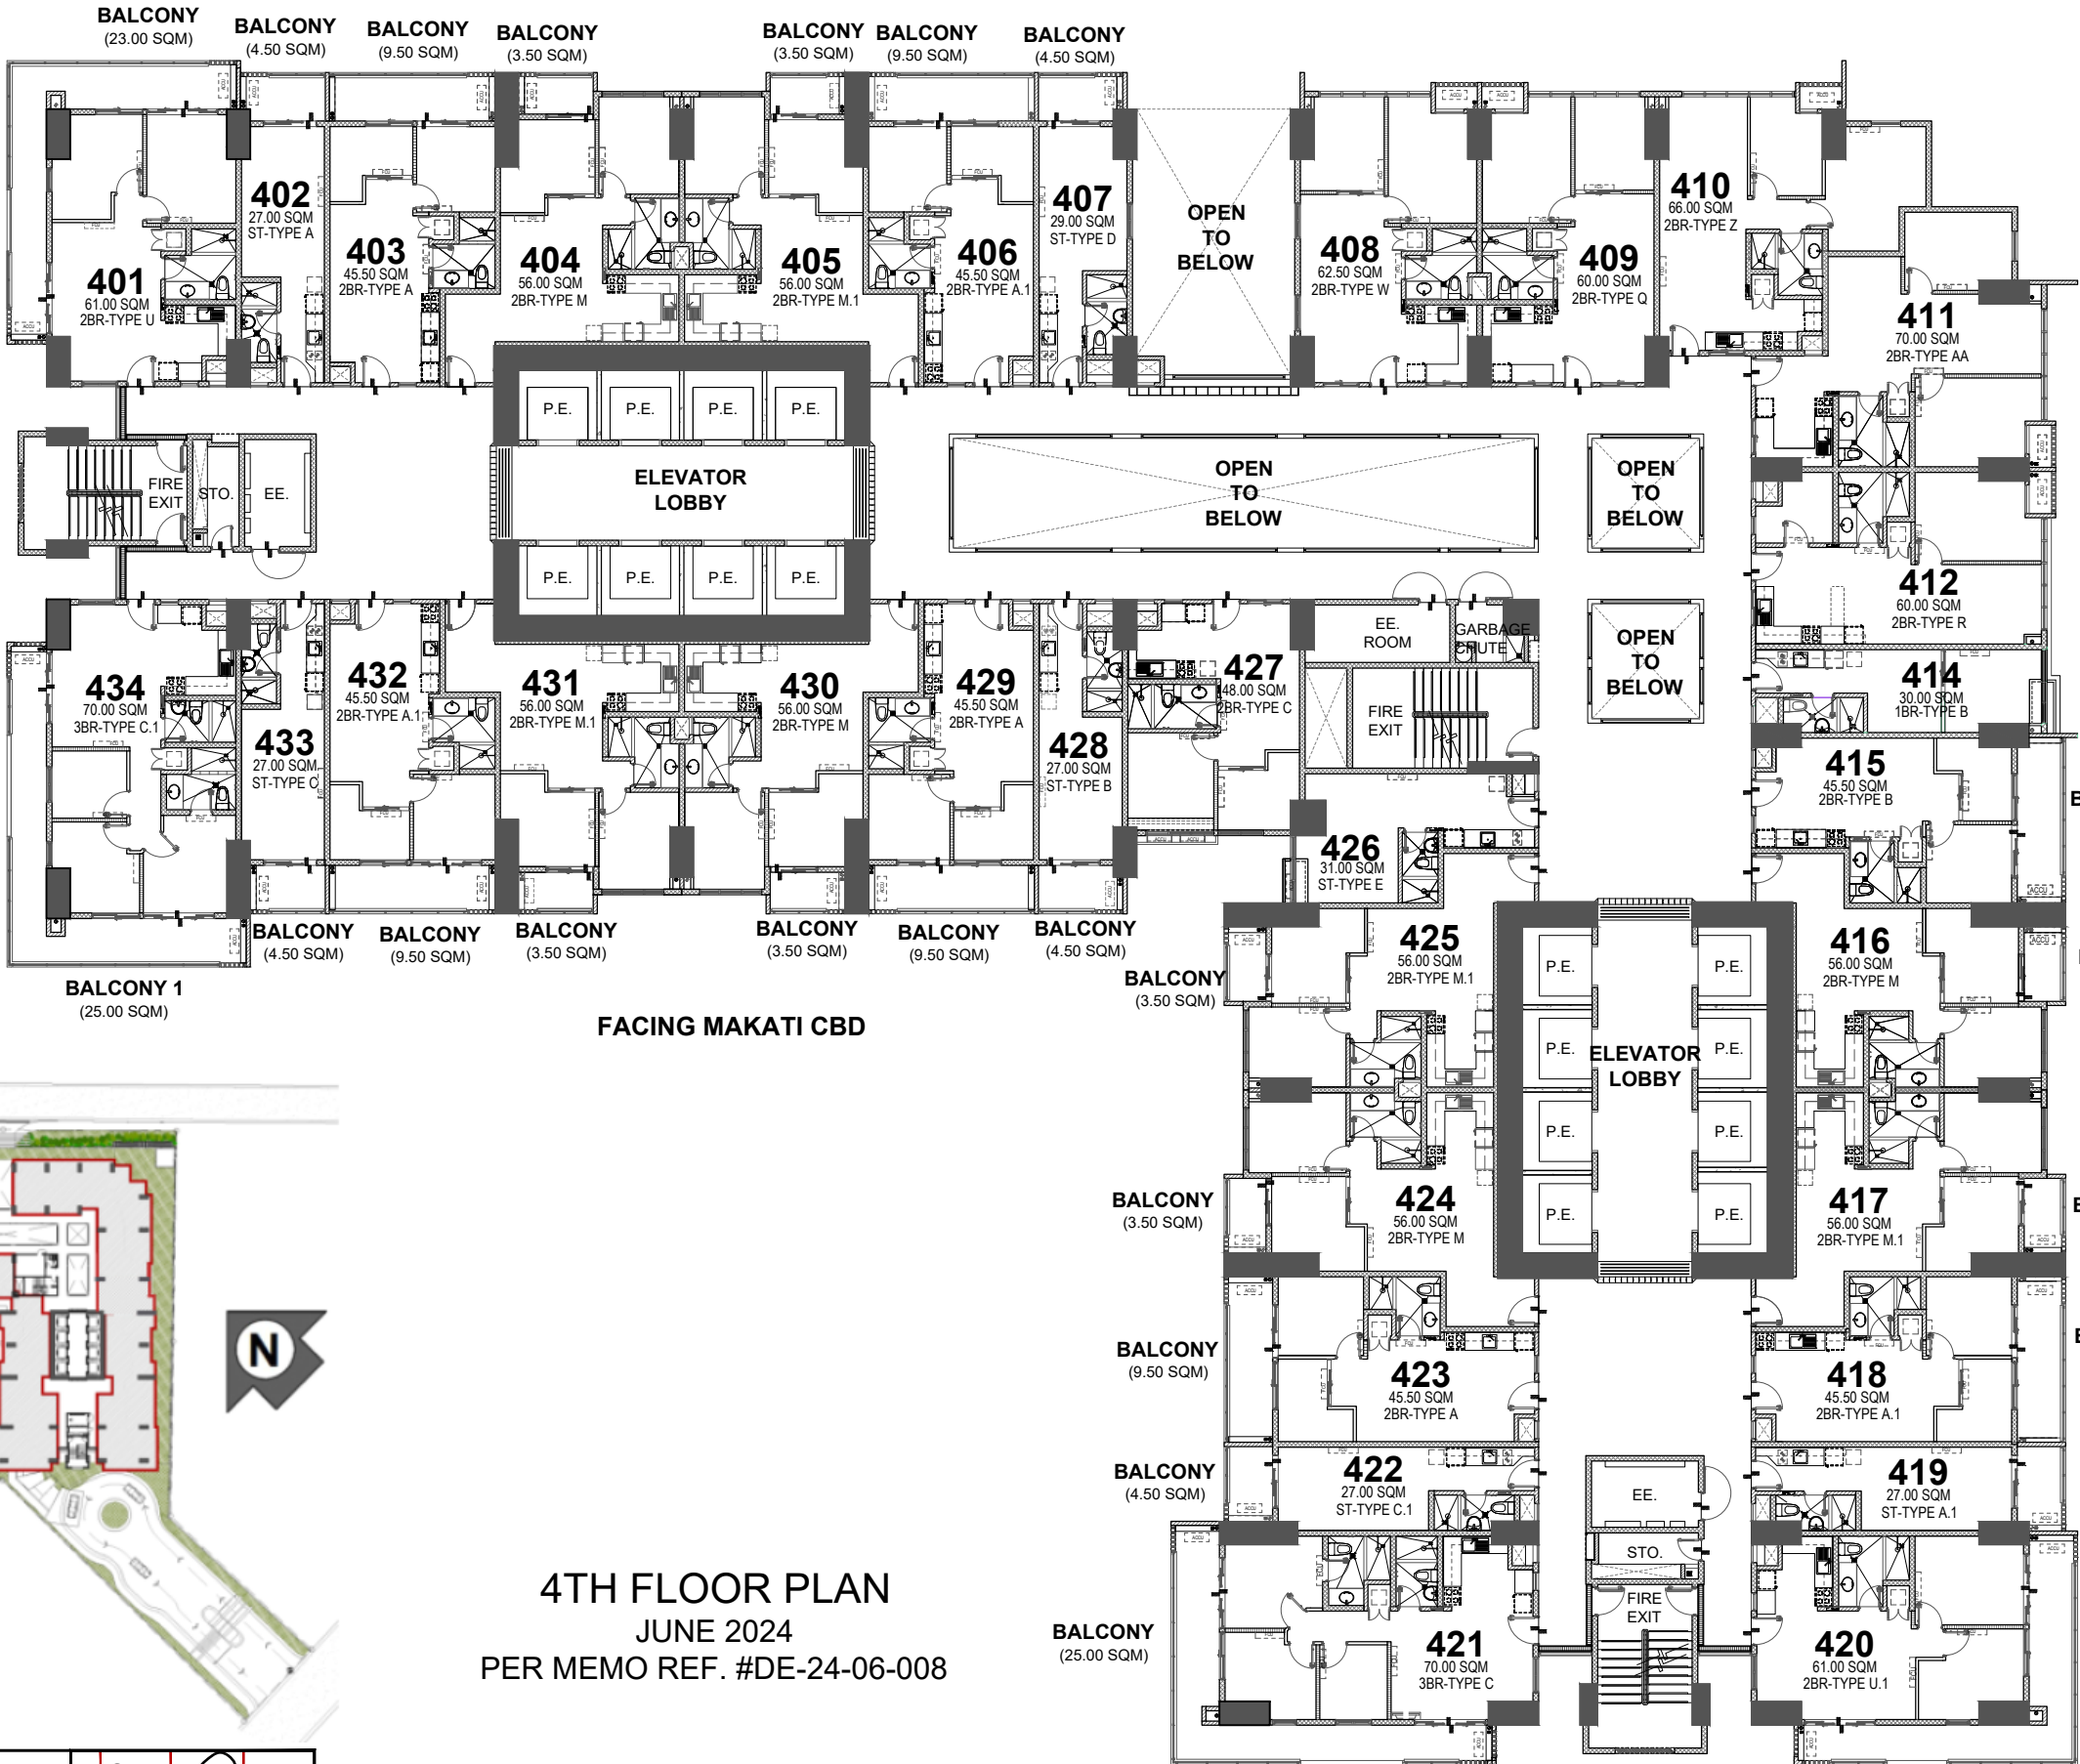 BALCONY
(23.00 SQM)
BALCONY
(4.50 SQM)
BALCONY
(9.50 SQM)
BALCONY
(3.50 SQM)
BALCONY
(3.50 SQM)
BALCONY
(9.50 SQM)
BALCONY
(4.50 SQM)
401
61.00 SQM
2BR-TYPE U
402
27.00 SQM
ST-TYPE A
403
45.50 SQM
2BR-TYPE A
404
56.00 SQM
2BR-TYPE M
405
56.00 SQM
2BR-TYPE M.1
406
45.50 SQM
2BR-TYPE A.1
407
29.00 SQM
ST-TYPE D
OPEN
TO
BELOW
408
62.50 SQM
2BR-TYPE W
409
60.00 SQM
2BR-TYPE Q
410
66.00 SQM
2BR-TYPE Z
411
70.00 SQM
2BR-TYPE AA
P.E.
P.E.
P.E.
P.E.
FIRE
EXIT
STO.
EE.
ELEVATOR
LOBBY
OPEN
TO
BELOW
OPEN
TO
BELOW
P.E.
P.E.
P.E.
P.E.
412
60.00 SQM
2BR-TYPE R
EE.
ROOM
GARBAGE
CHUTE
OPEN
TO
BELOW
FIRE
EXIT
414
30.00 SQM
1BR-TYPE B
434
70.00 SQM
3BR-TYPE C.1
433
27.00 SQM
ST-TYPE C
432
45.50 SQM
2BR-TYPE A.1
431
56.00 SQM
2BR-TYPE M.1
430
56.00 SQM
2BR-TYPE M
429
45.50 SQM
2BR-TYPE A
428
27.00 SQM
ST-TYPE B
427
48.00 SQM
2BR-TYPE C
415
45.50 SQM
2BR-TYPE B
426
31.00 SQM
ST-TYPE E
BALCONY
(4.50 SQM)
BALCONY
(9.50 SQM)
BALCONY
(3.50 SQM)
BALCONY
(3.50 SQM)
BALCONY
(9.50 SQM)
BALCONY
(4.50 SQM)
BALCONY 1
(25.00 SQM)
FACING MAKATI CBD
BALCONY
(3.50 SQM)
425
56.00 SQM
2BR-TYPE M.1
416
56.00 SQM
2BR-TYPE M
P.E.
P.E.
P.E.
P.E.
ELEVATOR
LOBBY
P.E.
P.E.
P.E.
P.E.
BALCONY
(3.50 SQM)
424
56.00 SQM
2BR-TYPE M
417
56.00 SQM
2BR-TYPE M.1
BALCONY
(9.50 SQM)
423
45.50 SQM
2BR-TYPE A
418
45.50 SQM
2BR-TYPE A.1
BALCONY
(4.50 SQM)
422
27.00 SQM
ST-TYPE C.1
419
27.00 SQM
ST-TYPE A.1
EE.
STO.
FIRE
EXIT
BALCONY
(25.00 SQM)
421
70.00 SQM
3BR-TYPE C
420
61.00 SQM
2BR-TYPE U.1
N
4TH FLOOR PLAN
JUNE 2024
PER MEMO REF. #DE-24-06-008